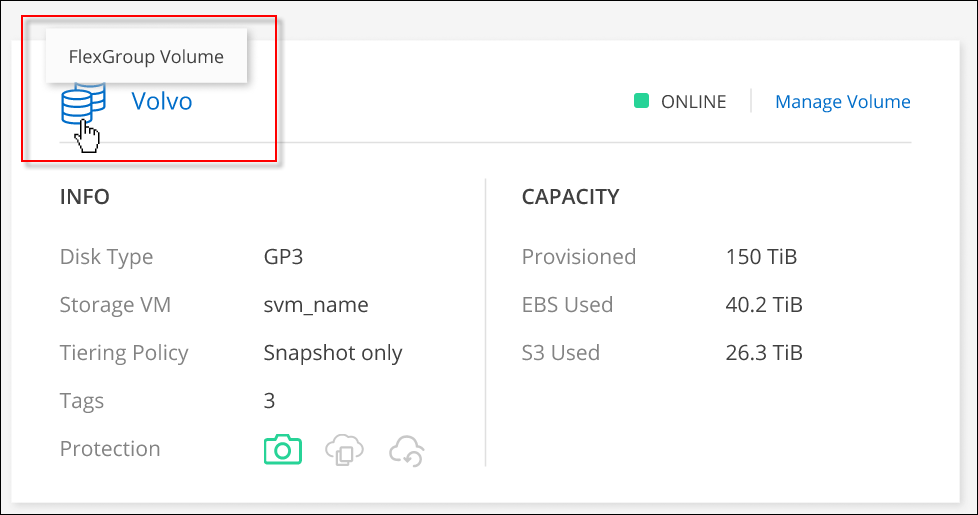 FlexGroup Volume
Volvo
ONLINE
Manage Volume
INFO
Disk Type GP3
Storage VM svm_name
Tiering Policy Snapshot only
Tags 3
Protection
CAPACITY
Provisioned 150 TiB
EBS Used 40.2 TiB
S3 Used 26.3 TiB